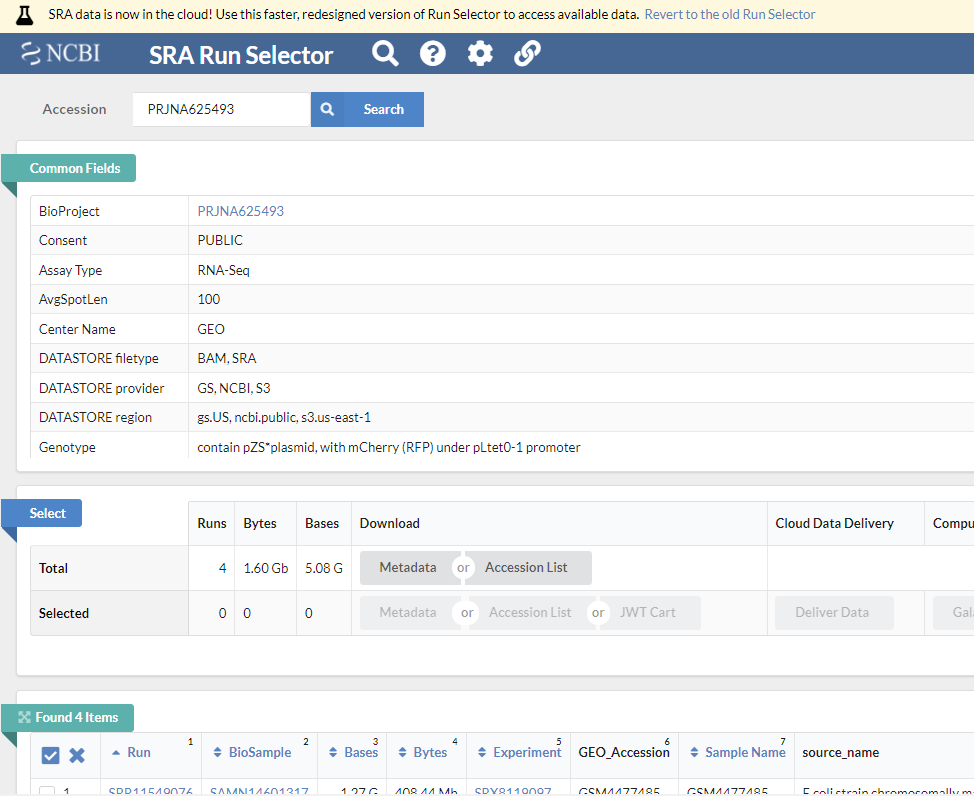 SRA data is now in the cloud! Use this faster, redesigned version of Run Selector to access available data. Revert to the old Run Selector
NCBI SRA Run Selector
Accession PRJNA625493 Search
Common Fields
BioProject PRJNA625493
Consent PUBLIC
Assay Type RNA-Seq
AvgSpotLen 100
Center Name GEO
DATASTORE filetype BAM, SRA
DATASTORE provider GS, NCBI, S3
DATASTORE region gs.US, ncbi.public, s3.us-east-1
Genotype contain pZS*plasmid, with mCherry (RFP) under pLtet0-1 promoter
Select
Runs Bytes Bases Download Cloud Data Delivery Compu
Total 4 1.60 Gb 5.08 G Metadata or Accession List
Selected 0 0 0 Metadata or Accession List or JWT Cart Deliver Data Gal
Found 4 Items
Run 1 BioSample 2 Bases 3 Bytes 4 Experiment 5 GEO_Accession 6 Sample Name 7 source_name
1 SRR11549076 SAMN14601317 1.27 G 408.44 Mb SRX8119097 GSM4477485 GSM4477485 E coli strain chromosomally m